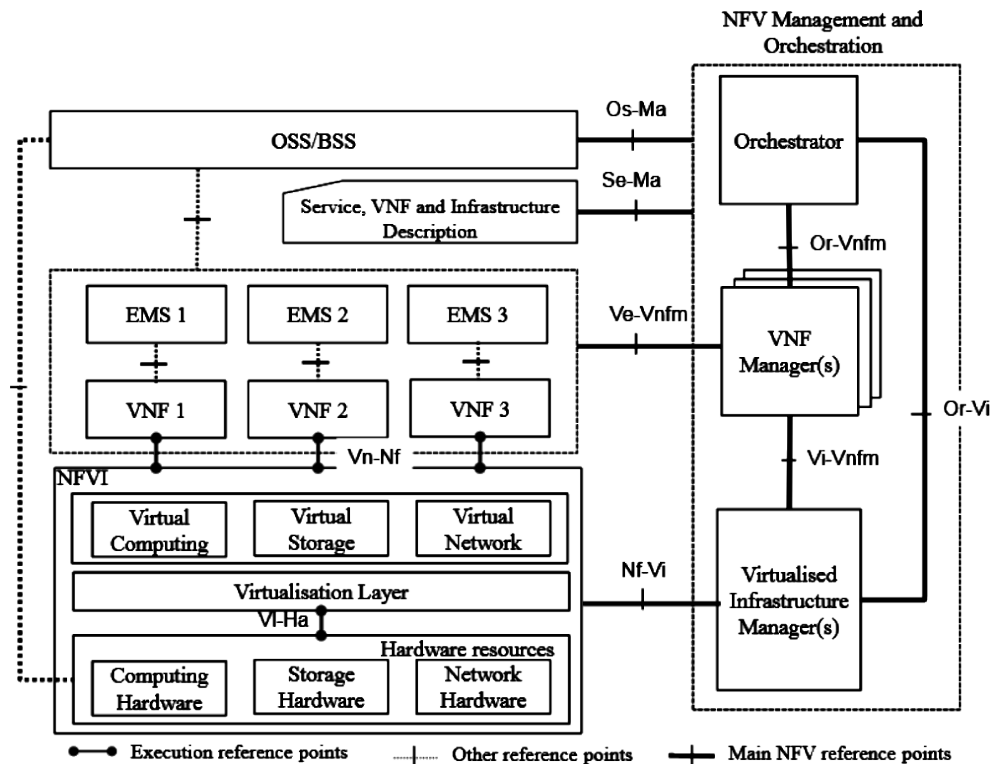 NFV Management and
Orchestration
Os-Ma
OSS/BSS
Orchestrator
Se-Ma
Service, VNF and Infrastructure
Description
Or-Vnfm
EMS 1
EMS 2
EMS 3
Ve-Vnfm
VNF
Manager(s)
VNF 1
VNF 2
VNF 3
Or-Vi
Vn-Nf
Vi-Vnfm
NFVI
Virtual
Computing
Virtual
Storage
Virtual
Network
Nf-Vi
Virtualised
Infrastructure
Manager(s)
Virtualisation Layer
Vl-Ha
Hardware resources
Computing
Hardware
Storage
Hardware
Network
Hardware
Execution reference points
Other reference points
Main NFV reference points